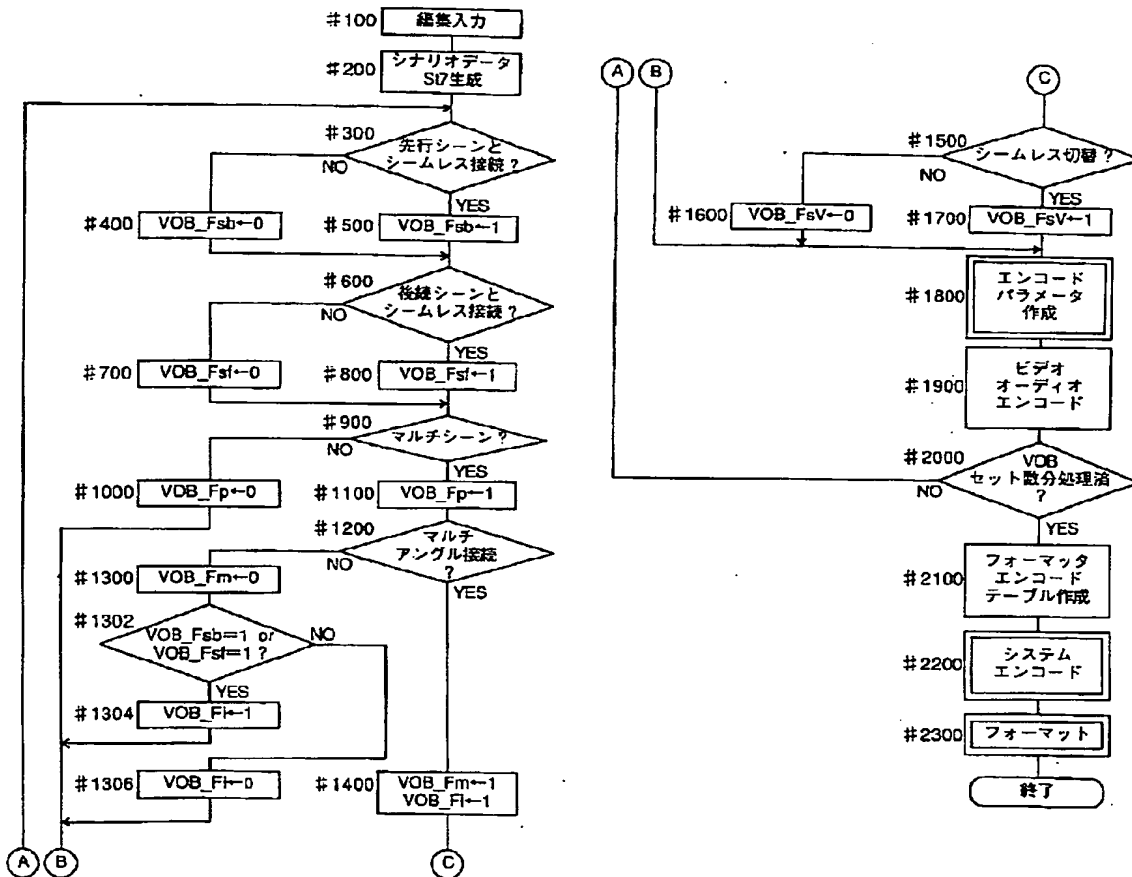 #100
編集入力
#200
シナリオデータ
St7生成
#300
先行シーンと
シームレス接続?
NO
YES
#400
VOB_Fsb←0
#500
VOB_Fsb←1
#600
後続シーンと
シームレス接続?
NO
YES
#700
VOB_Fsf←0
#800
VOB_Fsf←1
#900
マルチシーン?
NO
YES
#1000
VOB_Fp←0
#1100
VOB_Fp←1
#1200
マルチ
アングル接続
?
NO
YES
#1300
VOB_Fm←0
#1302
VOB_Fsb=1 or
VOB_Fsf=1 ?
NO
YES
#1304
VOB_Fi←1
#1306
VOB_Fi←0
#1400
VOB_Fm←1
VOB_Fi←1
A
B
C
A
B
C
#1500
シームレス切替?
NO
YES
#1600
VOB_FsV←0
#1700
VOB_FsV←1
#1800
エンコード
パラメータ
作成
#1900
ビデオ
オーディオ
エンコード
#2000
VOB
セット数分処理済
?
NO
YES
#2100
フォーマッタ
エンコード
テーブル作成
#2200
システム
エンコード
#2300
フォーマット
終了